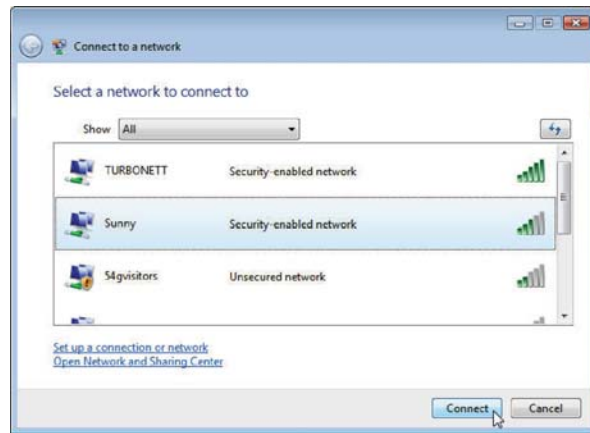 Connect to a network
Select a network to connect to
Show All
TURBONETT Security-enabled network
Sunny Security-enabled network
54gvisitors Unsecured network
Set up a connection or network
Open Network and Sharing Center
Connect Cancel